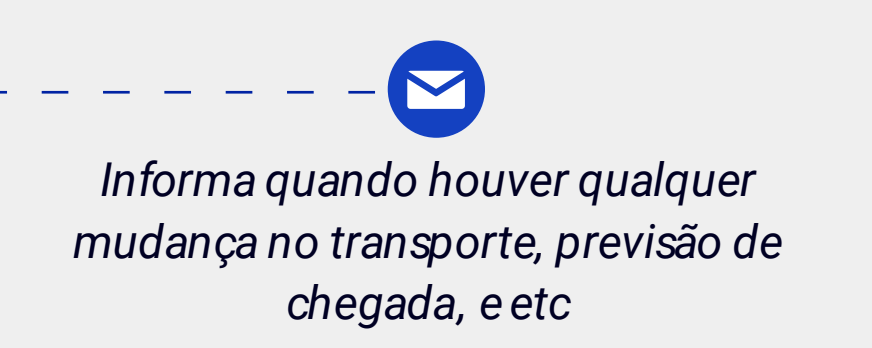 Informa quando houver qualquer
mudança no transporte, previsão de
chegada, e etc